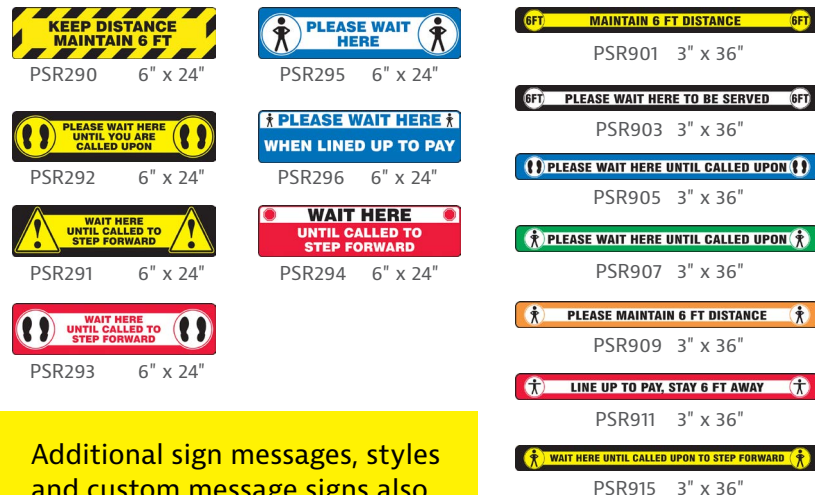 KEEP DISTANCE
MAINTAIN 6 FT
PSR290 6" x 24"
PLEASE WAIT HERE
UNTIL YOU ARE
CALLED UPON
PSR292 6" x 24"
WAIT HERE
UNTIL CALLED TO
STEP FORWARD
PSR291 6" x 24"
WAIT HERE
UNTIL CALLED TO
STEP FORWARD
PSR293 6" x 24"
PLEASE WAIT
HERE
PSR295 6" x 24"
PLEASE WAIT HERE
WHEN LINED UP TO PAY
PSR296 6" x 24"
WAIT HERE
UNTIL CALLED TO
STEP FORWARD
PSR294 6" x 24"
6FT MAINTAIN 6 FT DISTANCE 6FT
PSR901 3" x 36"
6FT PLEASE WAIT HERE TO BE SERVED 6FT
PSR903 3" x 36"
PLEASE WAIT HERE UNTIL CALLED UPON
PSR905 3" x 36"
PLEASE WAIT HERE UNTIL CALLED UPON
PSR907 3" x 36"
PLEASE MAINTAIN 6 FT DISTANCE
PSR909 3" x 36"
LINE UP TO PAY, STAY 6 FT AWAY
PSR911 3" x 36"
WAIT HERE UNTIL CALLED UPON TO STEP FORWARD
PSR915 3" x 36"
Additional sign messages, styles
and custom message signs also